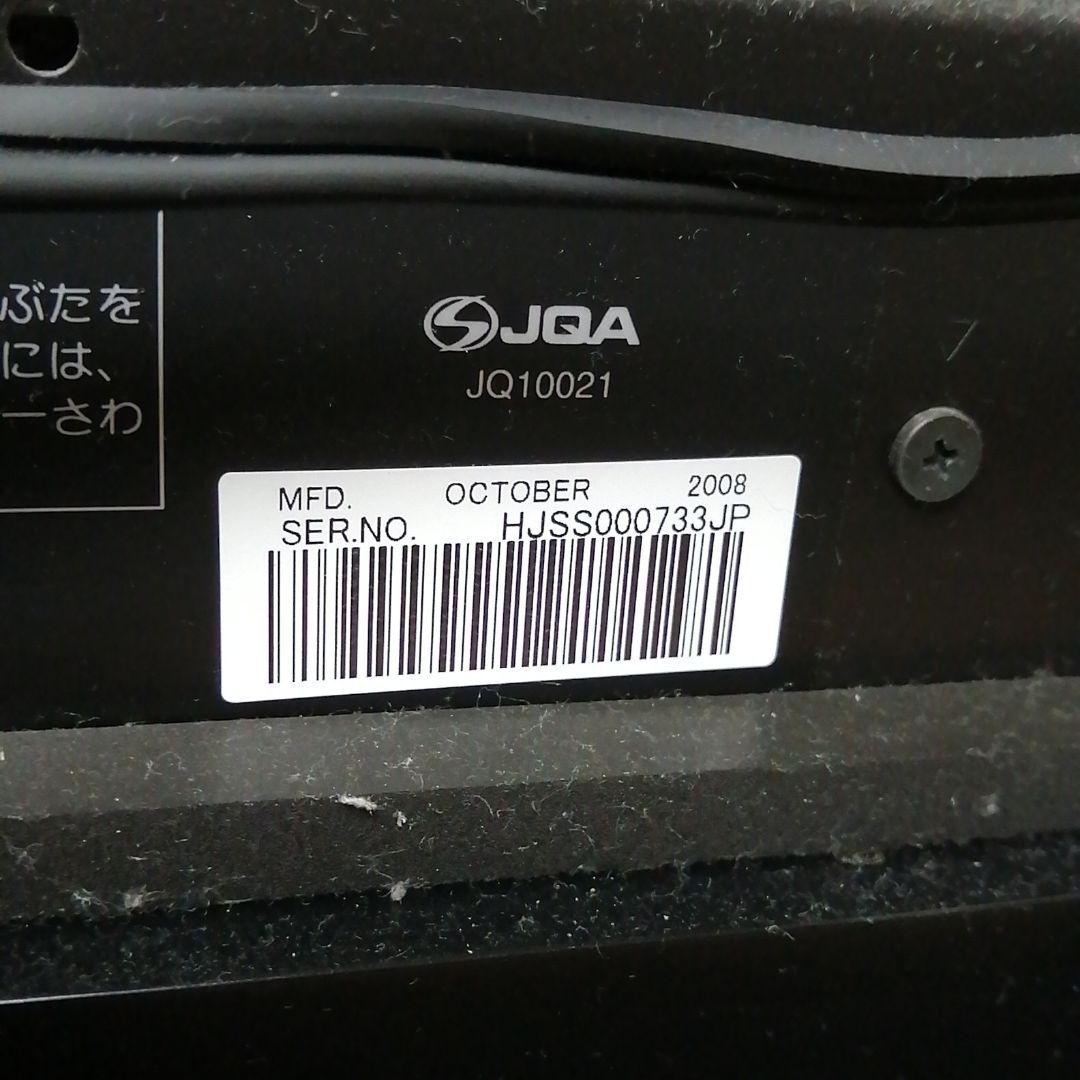 ぶたを
には、
ーさわ
JQA
JQ10021
MFD. OCTOBER 2008
SER.NO. HJSS000733JP